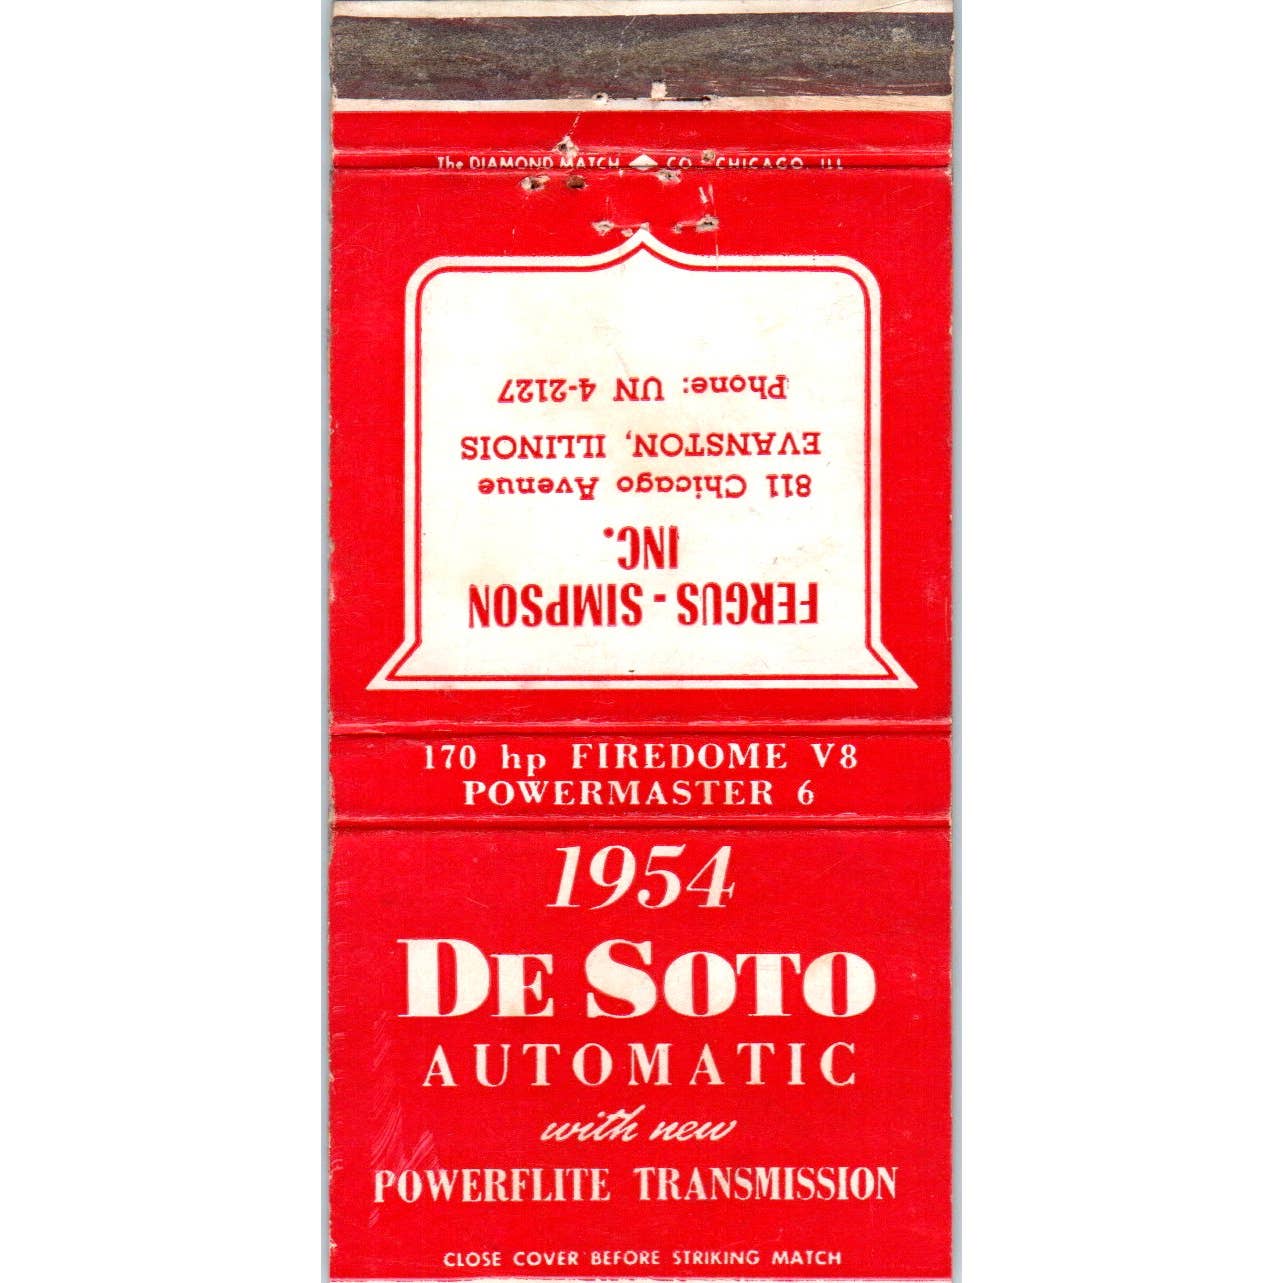 The DIAMOND MATCH CO. CHICAGO, ILL
FERGUS - SIMPSON
INC.
811 Chicago Avenue
EVANSTON, ILLINOIS
Phone: UN 4-2127
170 hp FIREDOME V8
POWERMASTER 6
1954
DE SOTO
AUTOMATIC
with new
POWERFLITE TRANSMISSION
CLOSE COVER BEFORE STRIKING MATCH